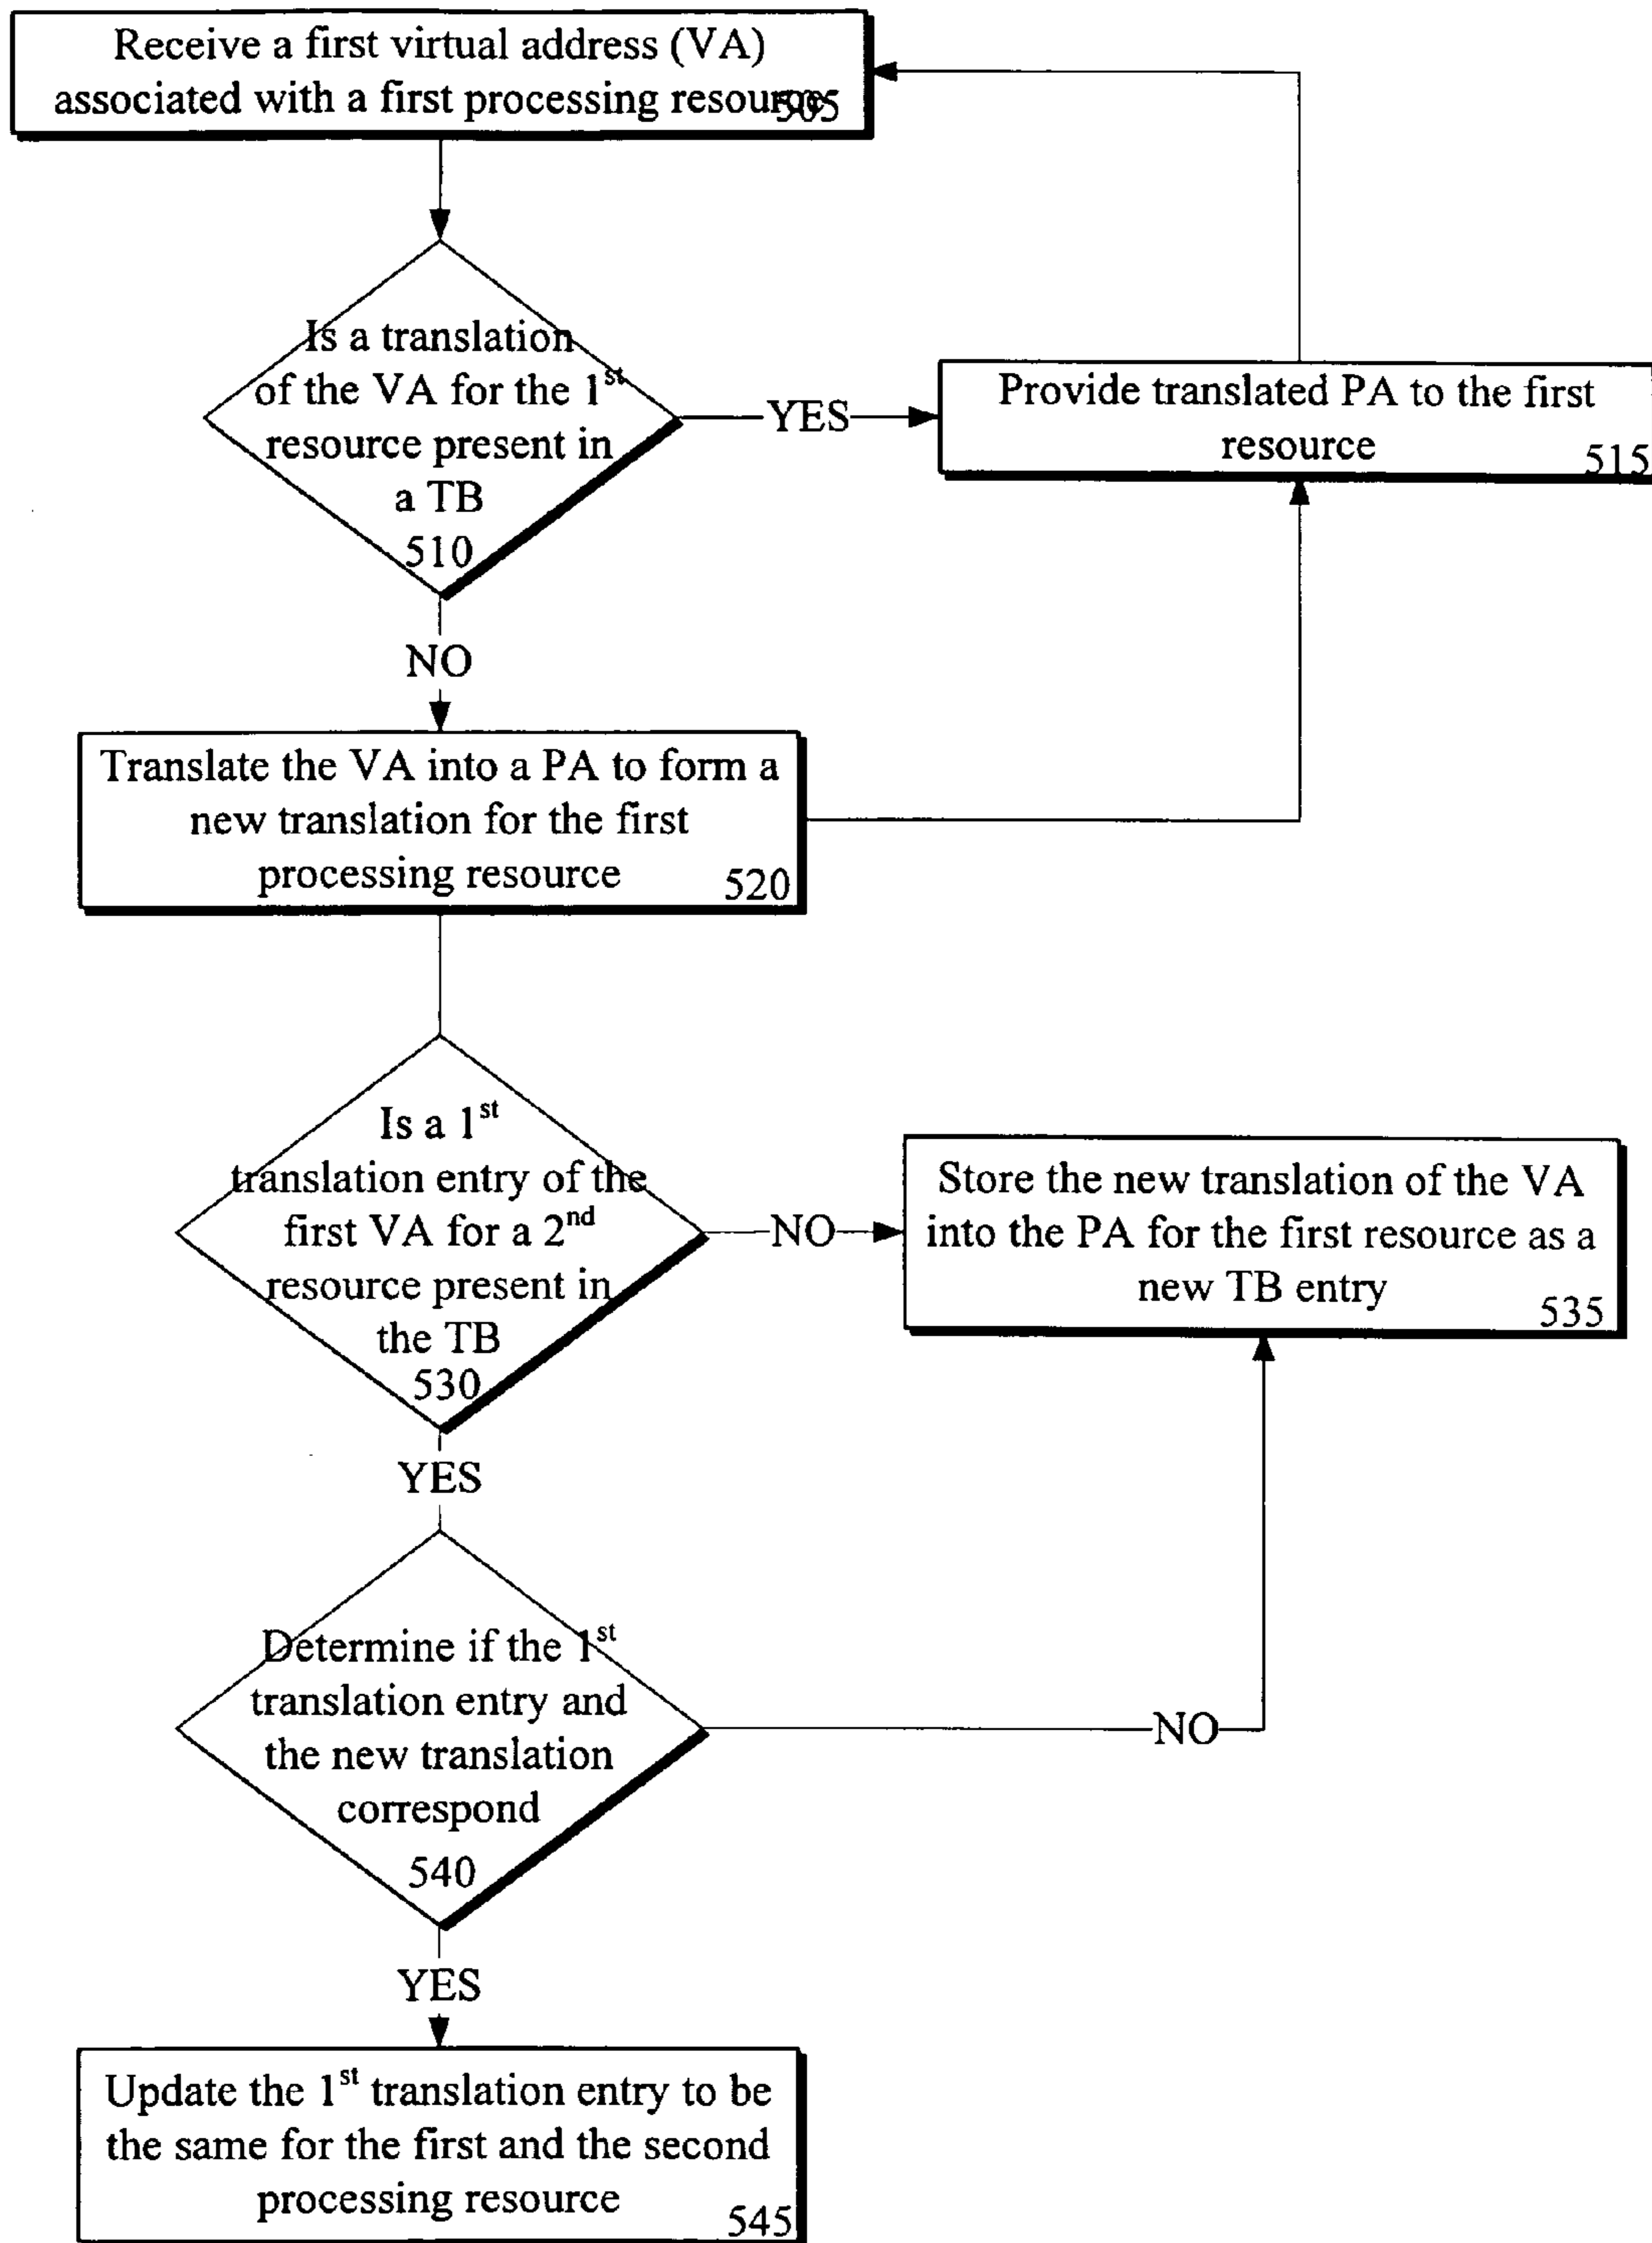 Receive a first virtual address (VA)
associated with a first processing resource
505
Is a translation
of the VA for the 1st
resource present in
a TB
510
YES
Provide translated PA to the first
resource
515
NO
Translate the VA into a PA to form a
new translation for the first
processing resource
520
Is a 1st
translation entry of the
first VA for a 2nd
resource present in
the TB
530
NO
Store the new translation of the VA
into the PA for the first resource as a
new TB entry
535
YES
Determine if the 1st
translation entry and
the new translation
correspond
540
NO
YES
Update the 1st translation entry to be
the same for the first and the second
processing resource
545